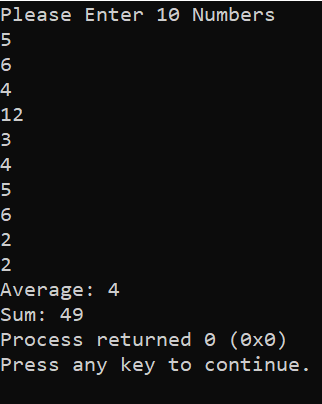 Please Enter 10 Numbers
5
6
4
12
3
4
5
6
2
2
Average: 4
Sum: 49
Process returned 0 (0x0)
Press any key to continue.